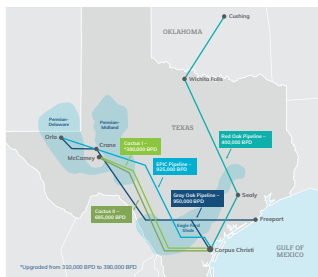 Cushing
OKLAHOMA
Wichita Falls
Permian-
Delaware
Permian-
Midland
TEXAS
Orla
Crane
McCamey
Cactus I –
*390,000 BPD
EPIC Pipeline –
925,000 BPD
Red Oak Pipeline –
400,000 BPD
Gray Oak Pipeline –
950,000 BPD
Cactus II –
685,000 BPD
Sealy
Freeport
Eagle Ford
Shale
Corpus Christi
GULF OF
MEXICO
*Upgraded from 330,000 BPD to 390,000 BPD